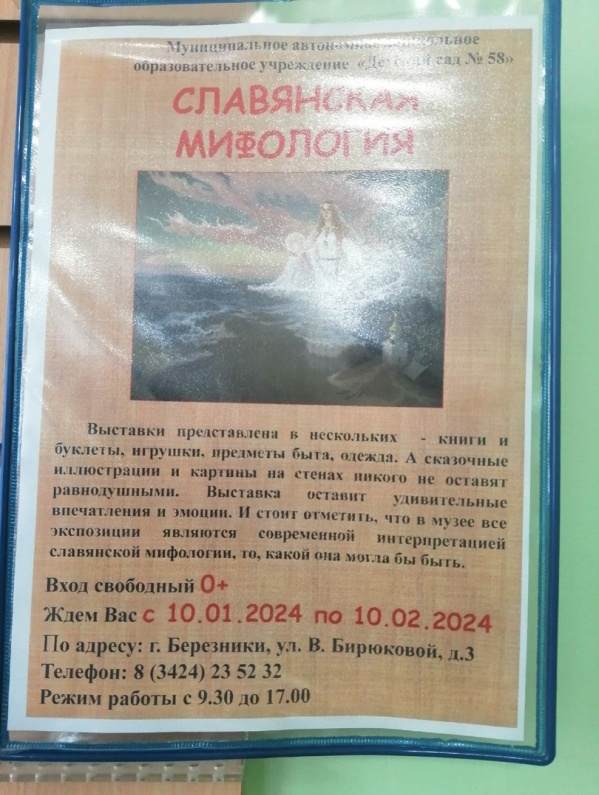 Муниципальное автономное дошкольное
образовательное учреждение «Детский сад № 58»
СЛАВЯНСКАЯ
МИФОЛОГИЯ
Выставки представлена в нескольких - книги и
буклеты, игрушки, предметы быта, одежда. А сказочные
иллюстрации и картины на стенах никого не оставят
равнодушными. Выставка оставит удивительные
впечатления и эмоции. И стоит отметить, что в музее все
экспозиции являются современной интерпретацией
славянской мифологии, то, какой она могла бы быть.
Вход свободный 0+
Ждем Вас с 10.01.2024 по 10.02.2024
По адресу: г. Березники, ул. В. Бирюковой, д.3
Телефон: 8 (3424) 23 52 32
Режим работы с 9.30 до 17.00